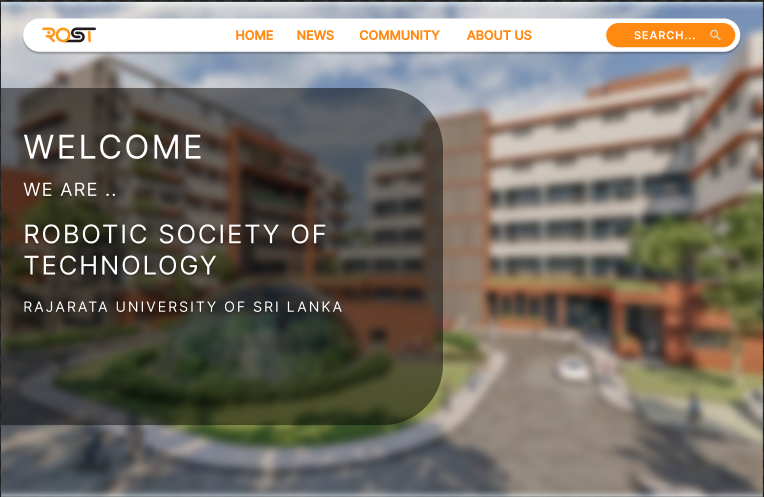 ROST
HOME NEWS COMMUNITY ABOUT US
SEARCH...
WELCOME
WE ARE ..
ROBOTIC SOCIETY OF
TECHNOLOGY
RAJARATA UNIVERSITY OF SRI LANKA